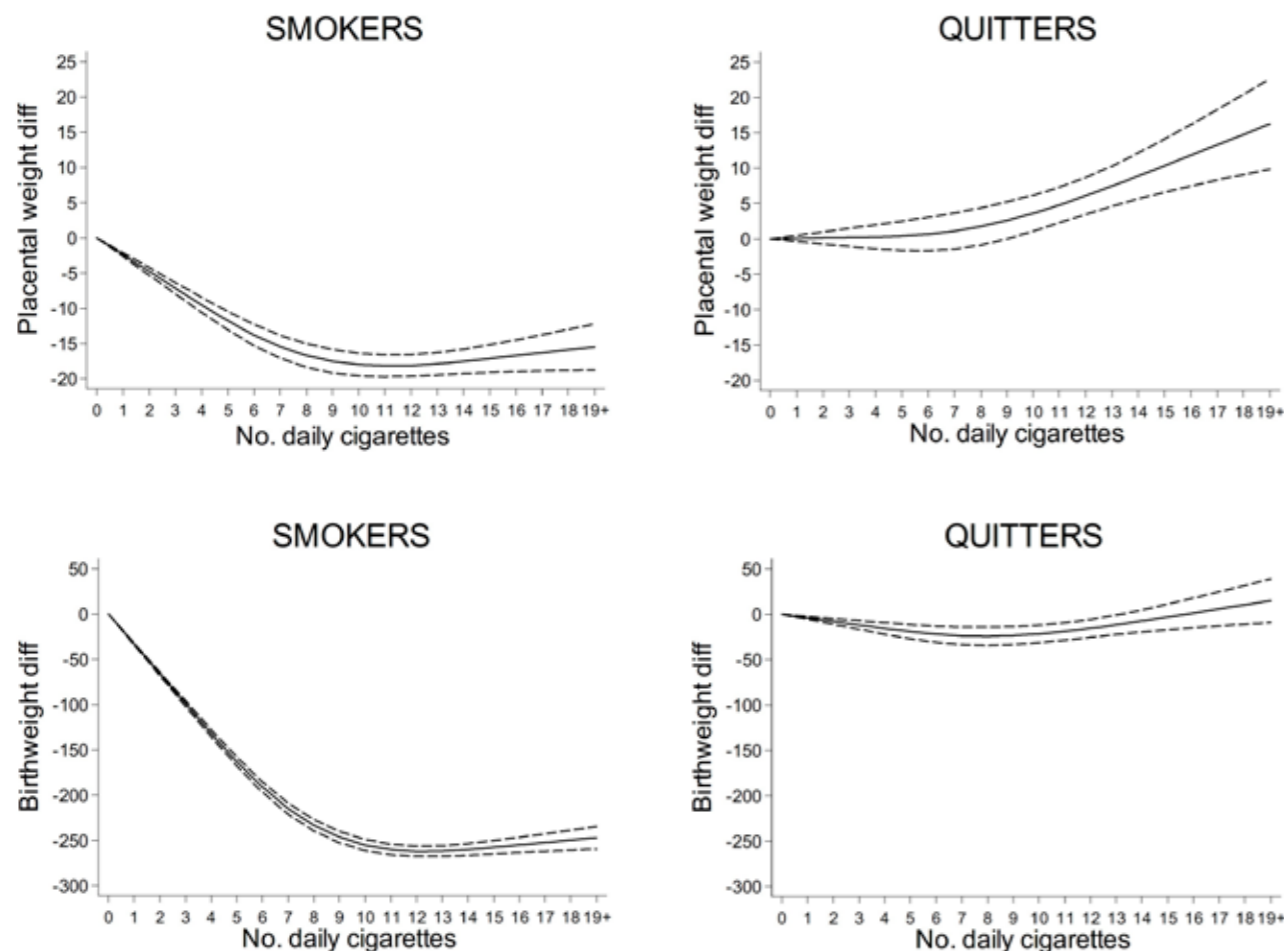 SMOKERS
Placental weight diff
25
20
15
10
5
0
-5
-10
-15
-20
0 1 2 3 4 5 6 7 8 9 10 11 12 13 14 15 16 17 18 19+
No. daily cigarettes
QUITTERS
Placental weight diff
25
20
15
10
5
0
-5
-10
-15
-20
0 1 2 3 4 5 6 7 8 9 10 11 12 13 14 15 16 17 18 19+
No. daily cigarettes
SMOKERS
Birthweight diff
50
0
-50
-100
-150
-200
-250
-300
0 1 2 3 4 5 6 7 8 9 10 11 12 13 14 15 16 17 18 19+
No. daily cigarettes
QUITTERS
Birthweight diff
50
0
-50
-100
-150
-200
-250
-300
0 1 2 3 4 5 6 7 8 9 10 11 12 13 14 15 16 17 18 19+
No. daily cigarettes